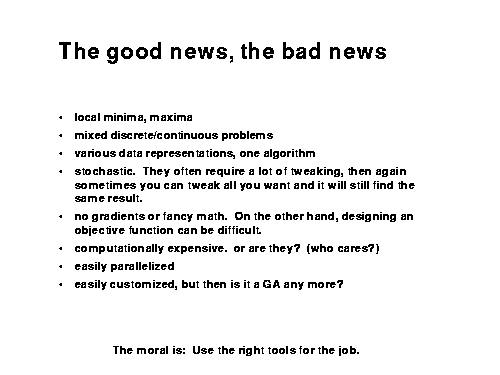 The good news, the bad news
• local minima, maxima
• mixed discrete/continuous problems
• various data representations, one algorithm
• stochastic.  They often require a lot of tweaking, then again
sometimes you can tweak all you want and it will still find the
same result.
• no gradients or fancy math.  On the other hand, designing an
objective function can be difficult.
• computationally expensive.  or are they?  (who cares?)
• easily parallelized
• easily customized, but then is it a GA any more?
The moral is:  Use the right tools for the job.